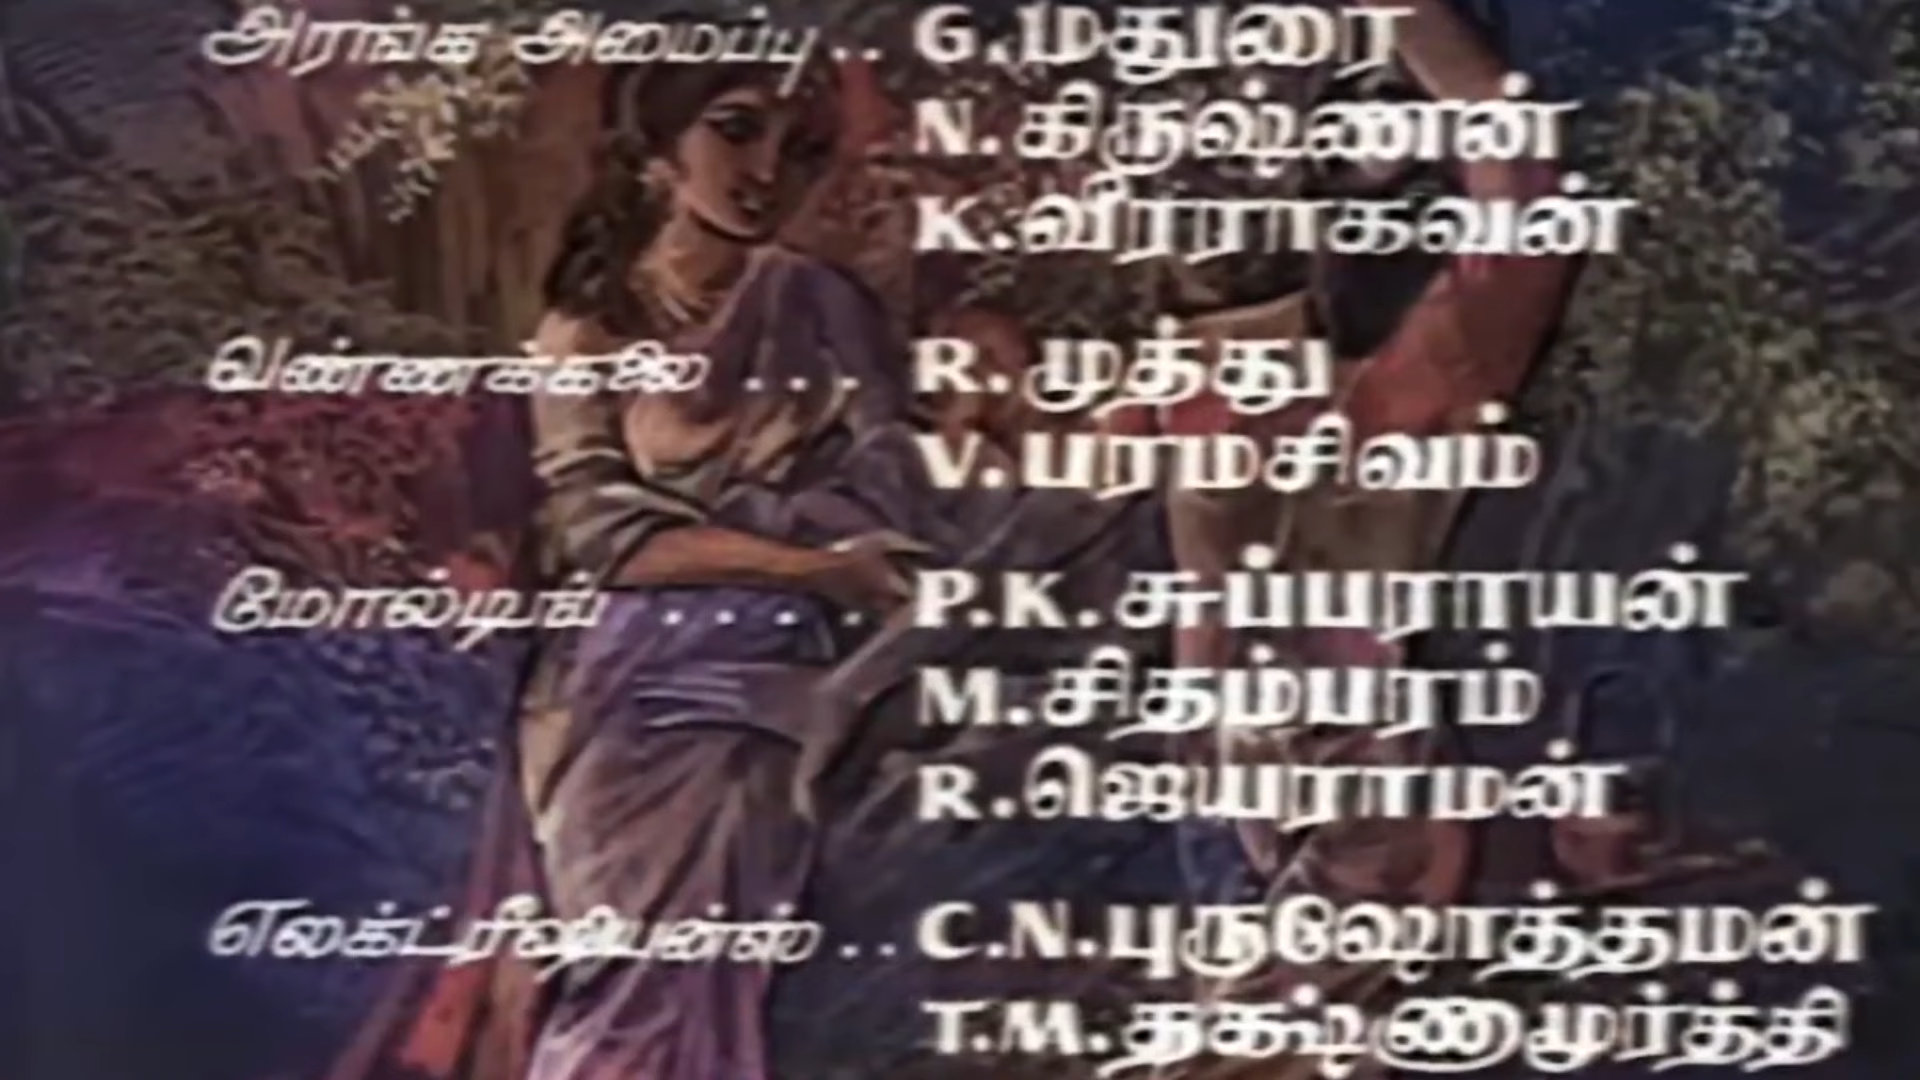 அரங்க அமைப்பு .. G.மதுரை
N.கிருஷ்ணன்
K.வீரராகவன்
வண்ணக்கலை ... R.முத்து
V.பரமசிவம்
மோல்டிங் .... P.K.சுப்பராயன்
M.சிதம்பரம்
R.ஜெயராமன்
எலக்ட்ரீஷியன்ஸ் .. C.N.புருஷோத்தமன்
T.M.தக்ஷ்ணாமூர்த்தி